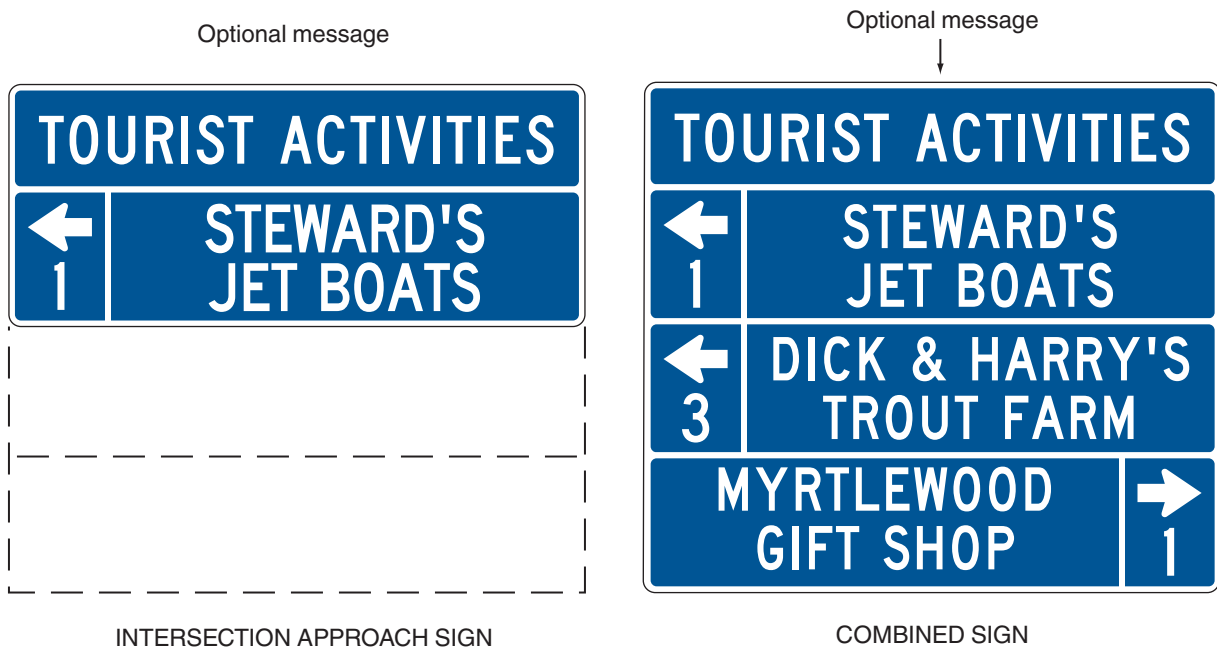 Optional message
TOURIST ACTIVITIES
1
STEWARD'S
JET BOATS
INTERSECTION APPROACH SIGN
Optional message
TOURIST ACTIVITIES
1
STEWARD'S
JET BOATS
3
DICK & HARRY'S
TROUT FARM
MYRTLEWOOD
GIFT SHOP
1
COMBINED SIGN